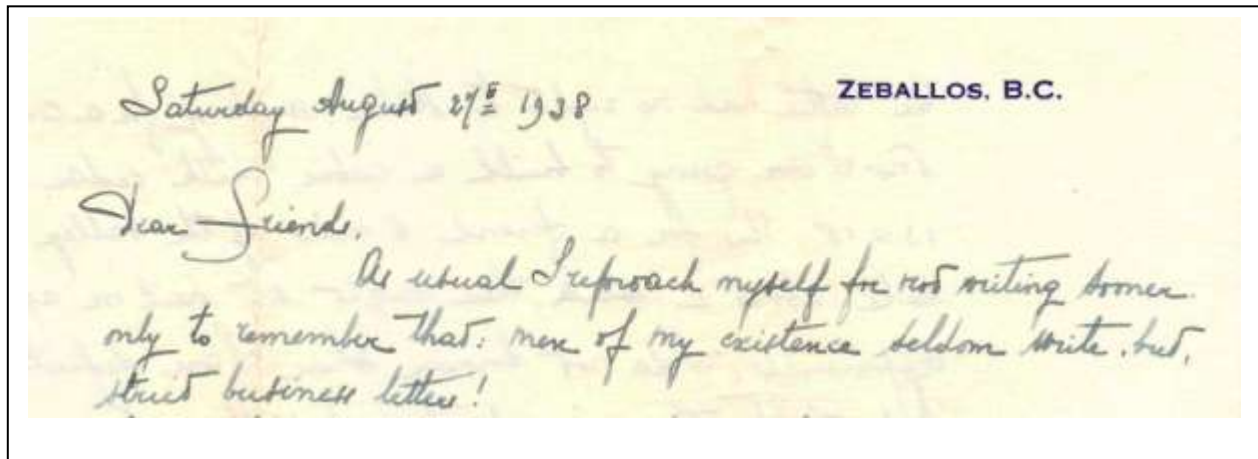 ZEBALLOS, B.C.
Saturday August 27th 1938
Dear Friends.
As usual I reproach myself for not writing sooner.
only to remember that: men of my existence seldom write. but,
strict business letters!